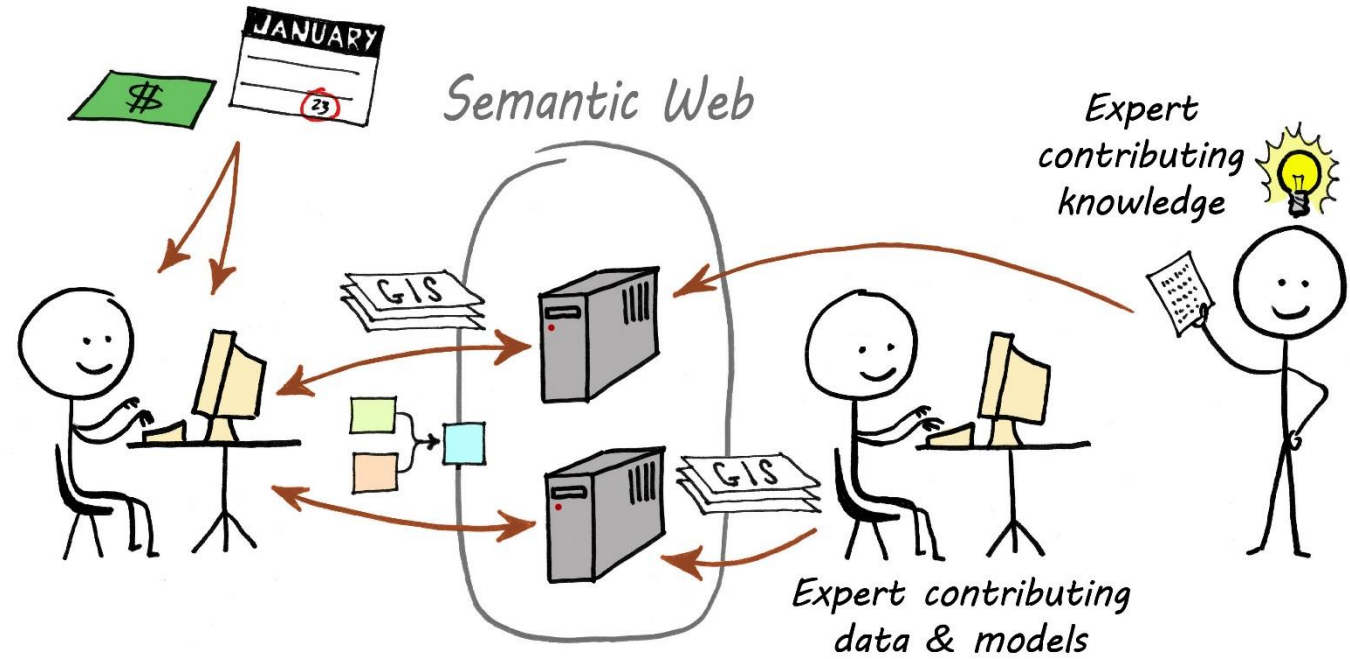 JANUARY
23
$
Semantic Web
Expert
contributing
knowledge
GIS
GIS
Expert contributing
data & models